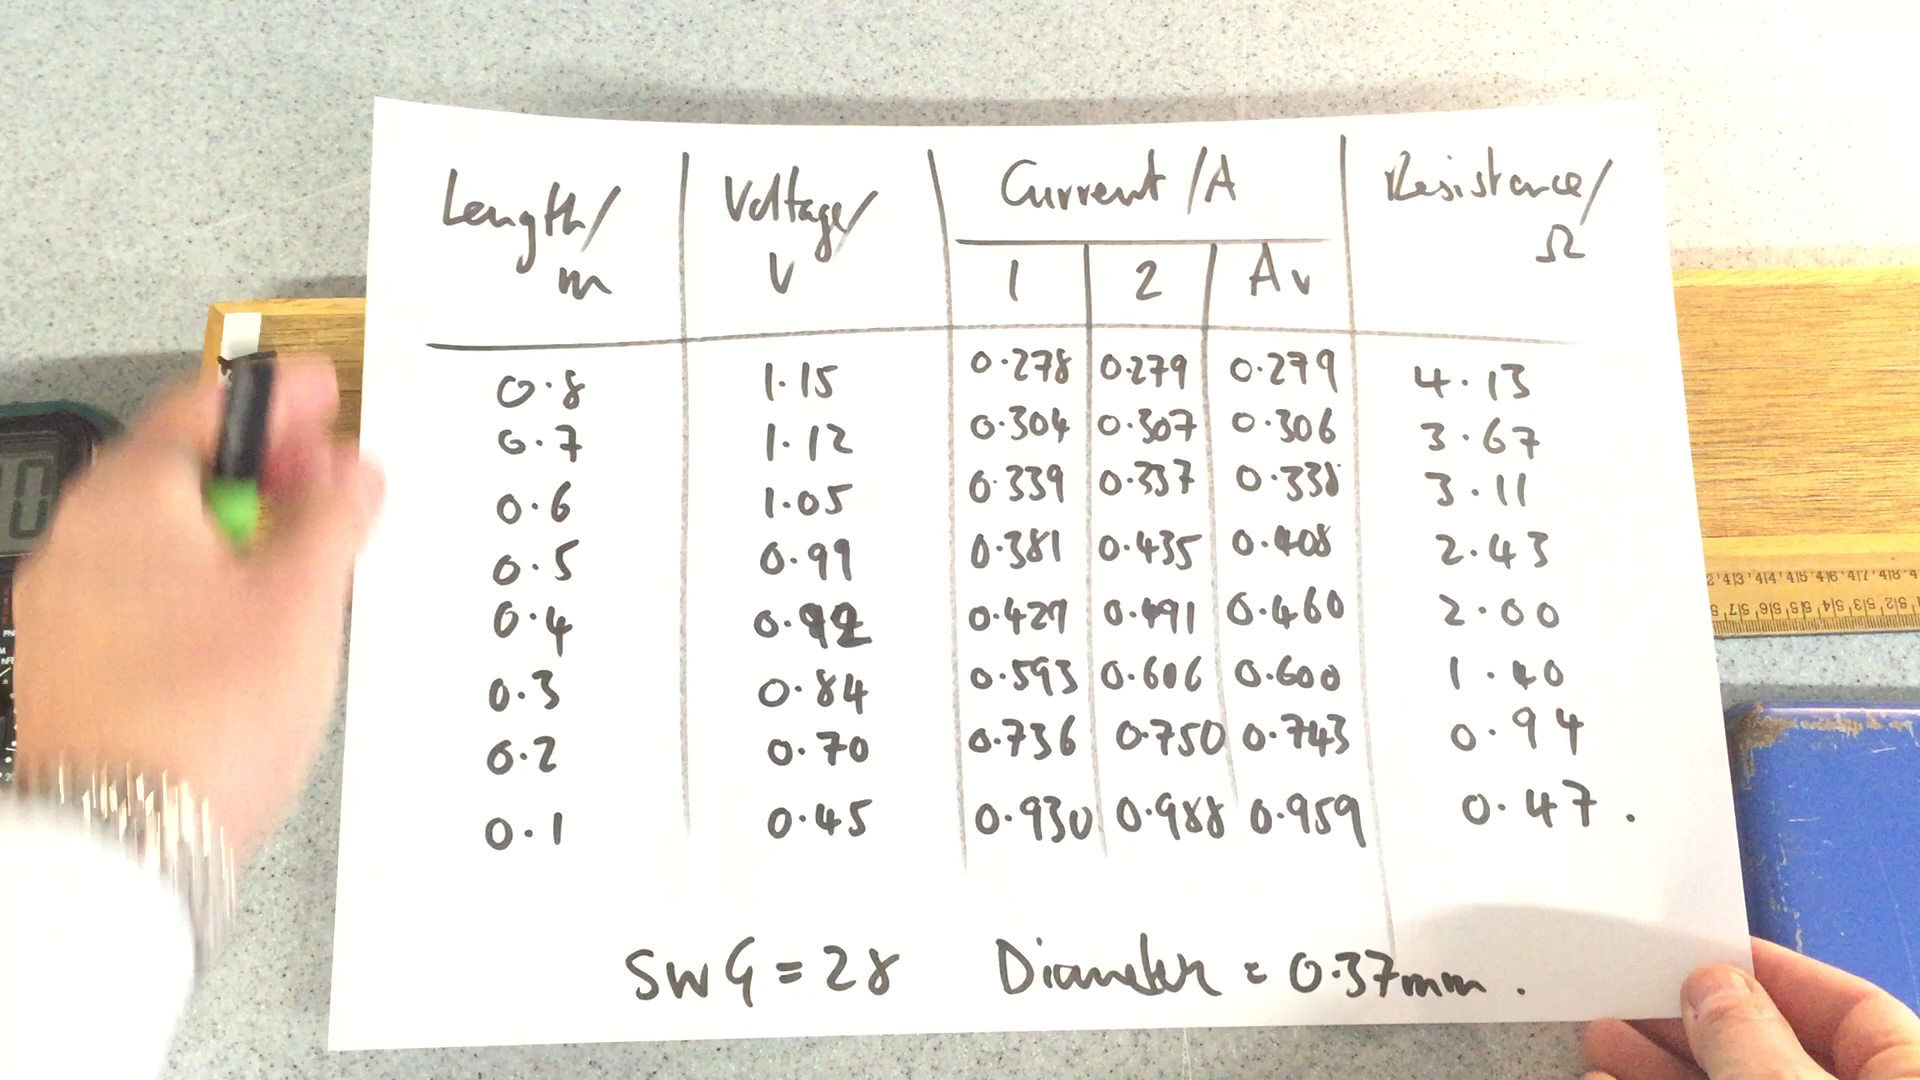 Length/ m Voltage/ V Current /A Resistance/ Ω
1 2 Av
0.8 1.15 0.278 0.279 0.279 4.13
0.7 1.12 0.304 0.307 0.306 3.67
0.6 1.05 0.339 0.337 0.338 3.11
0.5 0.99 0.381 0.435 0.408 2.43
0.4 0.92 0.429 0.491 0.460 2.00
0.3 0.84 0.593 0.606 0.600 1.40
0.2 0.70 0.736 0.750 0.743 0.94
0.1 0.45 0.930 0.988 0.959 0.47.
SWG = 28 Diameter = 0.37mm.